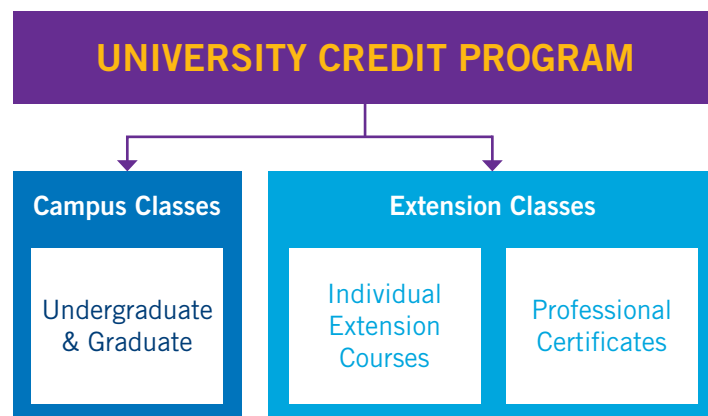 UNIVERSITY CREDIT PROGRAM
Campus Classes
Undergraduate
& Graduate
Extension Classes
Individual
Extension
Courses
Professional
Certificates